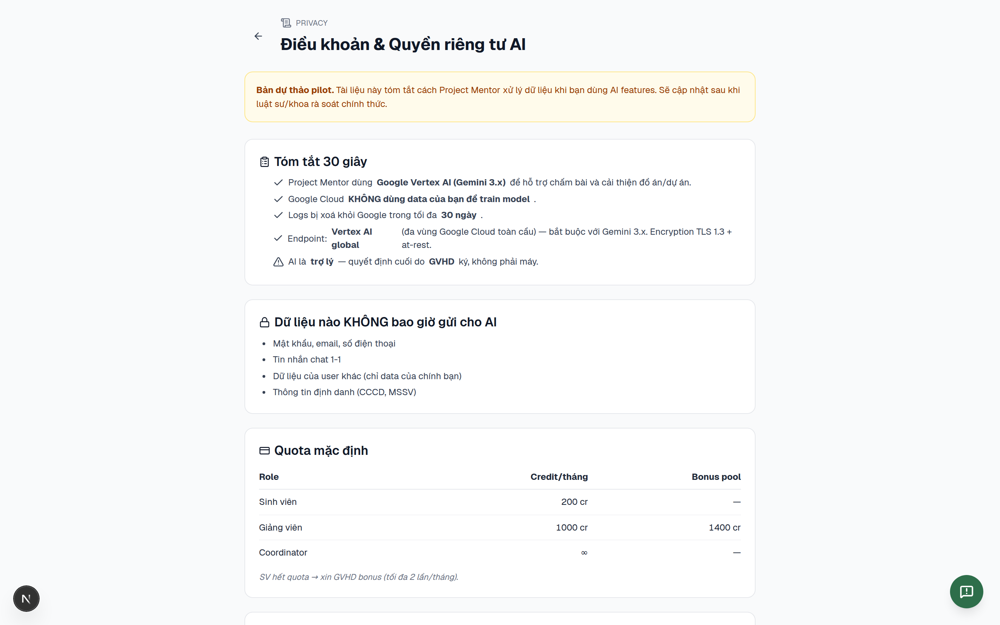 PRIVACY
Điều khoản & Quyền riêng tư AI
Bản dự thảo pilot. Tài liệu này tóm tắt cách Project Mentor xử lý dữ liệu khi bạn dùng AI features. Sẽ cập nhật sau khi
luật sư/khoa rà soát chính thức.
Tóm tắt 30 giây
Project Mentor dùng Google Vertex AI (Gemini 3.x) để hỗ trợ chấm bài và cải thiện đồ án/dự án.
Google Cloud KHÔNG dùng data của bạn để train model .
Logs bị xoá khỏi Google trong tối đa 30 ngày .
Endpoint: Vertex AI global (đa vùng Google Cloud toàn cầu) — bắt buộc với Gemini 3.x. Encryption TLS 1.3 +
at-rest.
AI là trợ lý — quyết định cuối do GVHD ký, không phải máy.
Dữ liệu nào KHÔNG bao giờ gửi cho AI
• Mật khẩu, email, số điện thoại
• Tin nhắn chat 1-1
• Dữ liệu của user khác (chỉ data của chính bạn)
• Thông tin định danh (CCCD, MSSV)
Quota mặc định
Role Credit/tháng Bonus pool
Sinh viên 200 cr —
Giảng viên 1000 cr 1400 cr
Coordinator ∞ —
SV hết quota → xin GVHD bonus (tối đa 2 lần/tháng).
N